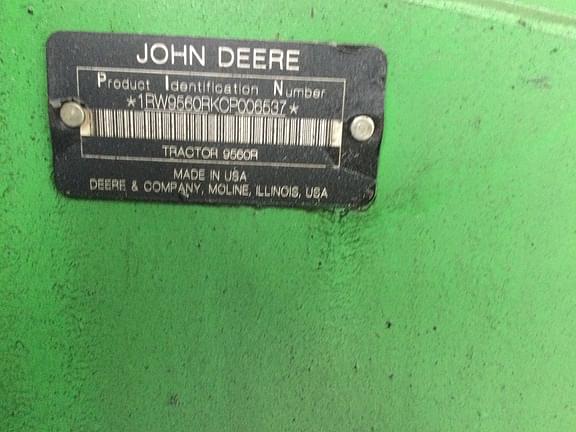 JOHN DEERE
Product Identification Number
*1RW9560RKCP006537*
TRACTOR 9560R
MADE IN USA
DEERE & COMPANY, MOLINE, ILLINOIS, USA